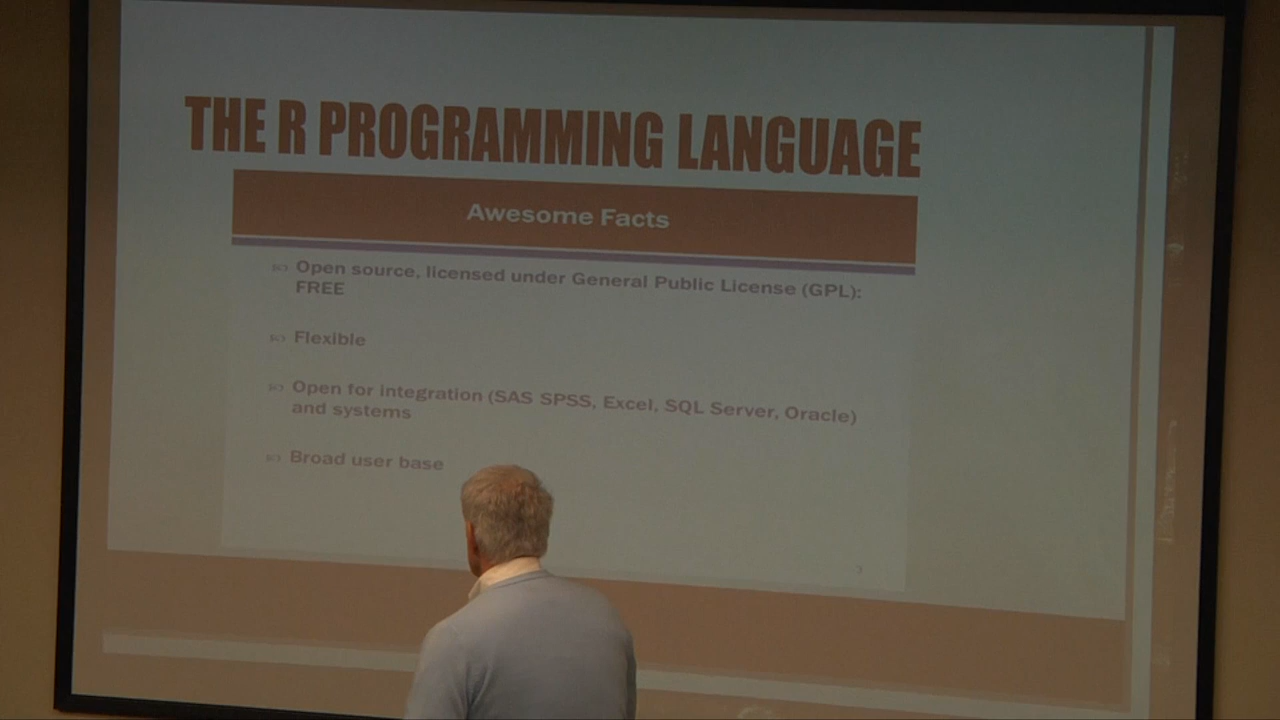 THE R PROGRAMMING LANGUAGE
Awesome Facts
Open source, licensed under General Public License (GPL):
FREE
Flexible
Open for integration (SAS SPSS, Excel, SQL Server, Oracle)
and systems
Broad user base